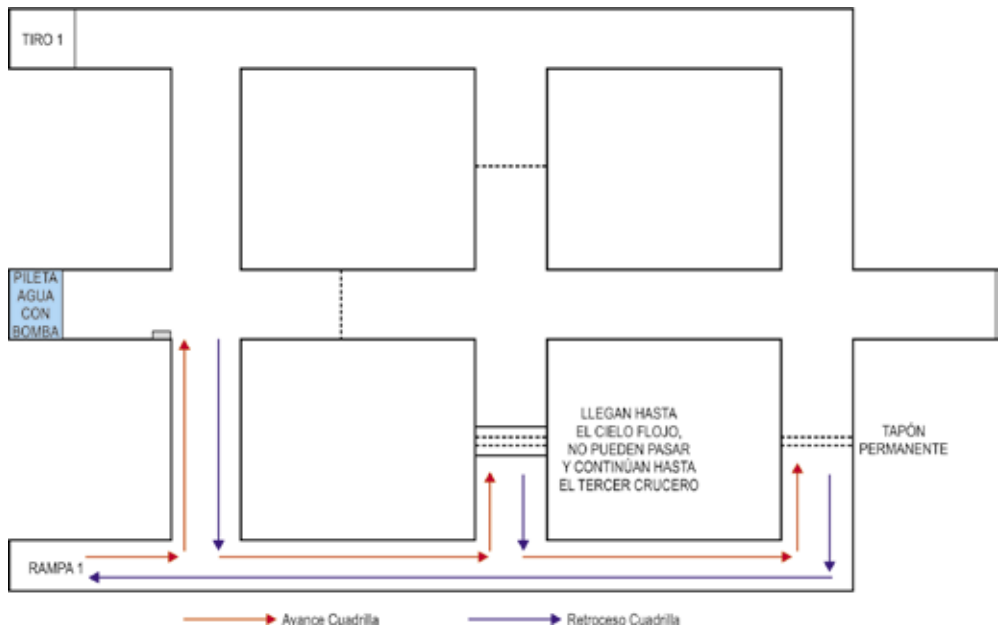 TIRO 1
PILETA
AGUA
CON
BOMBA
LLEGAN HASTA
EL CIELO FLOJO,
NO PUEDEN PASAR
Y CONTINÚAN HASTA
EL TERCER CRUCERO
TAPÓN
PERMANENTE
RAMPA 1
Avance Cuadrilla
Retroceso Cuadrilla